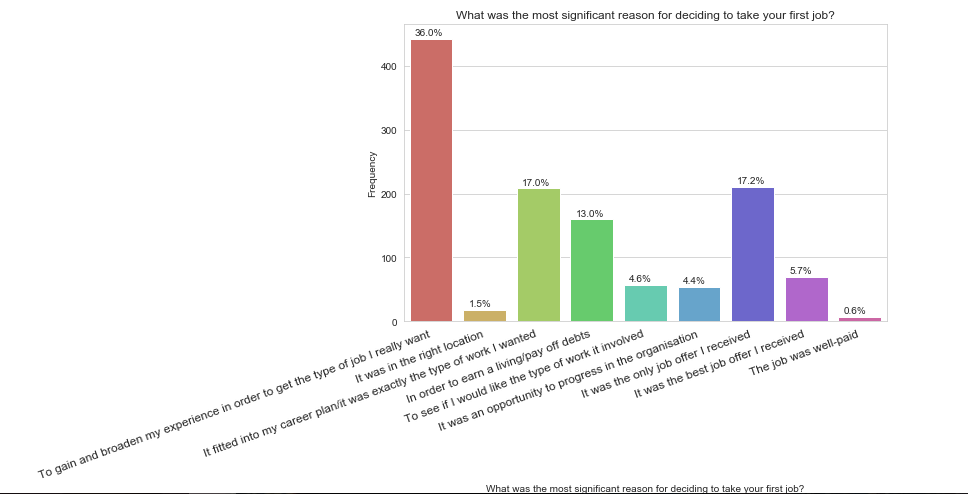 What was the most significant reason for deciding to take your first job?
36.0%
1.5%
17.0%
13.0%
4.6%
4.4%
17.2%
5.7%
0.6%
400
300
200
100
0
Frequency
To gain and broaden my experience in order to get the type of job I really want
It was in the right location
It fitted into my career plan/it was exactly the type of work I wanted
In order to earn a living/pay off debts
To see if I would like the type of work it involved
It was an opportunity to progress in the organisation
It was the only job offer I received
It was the best job offer I received
The job was well-paid
What was the most significant reason for deciding to take your first job?